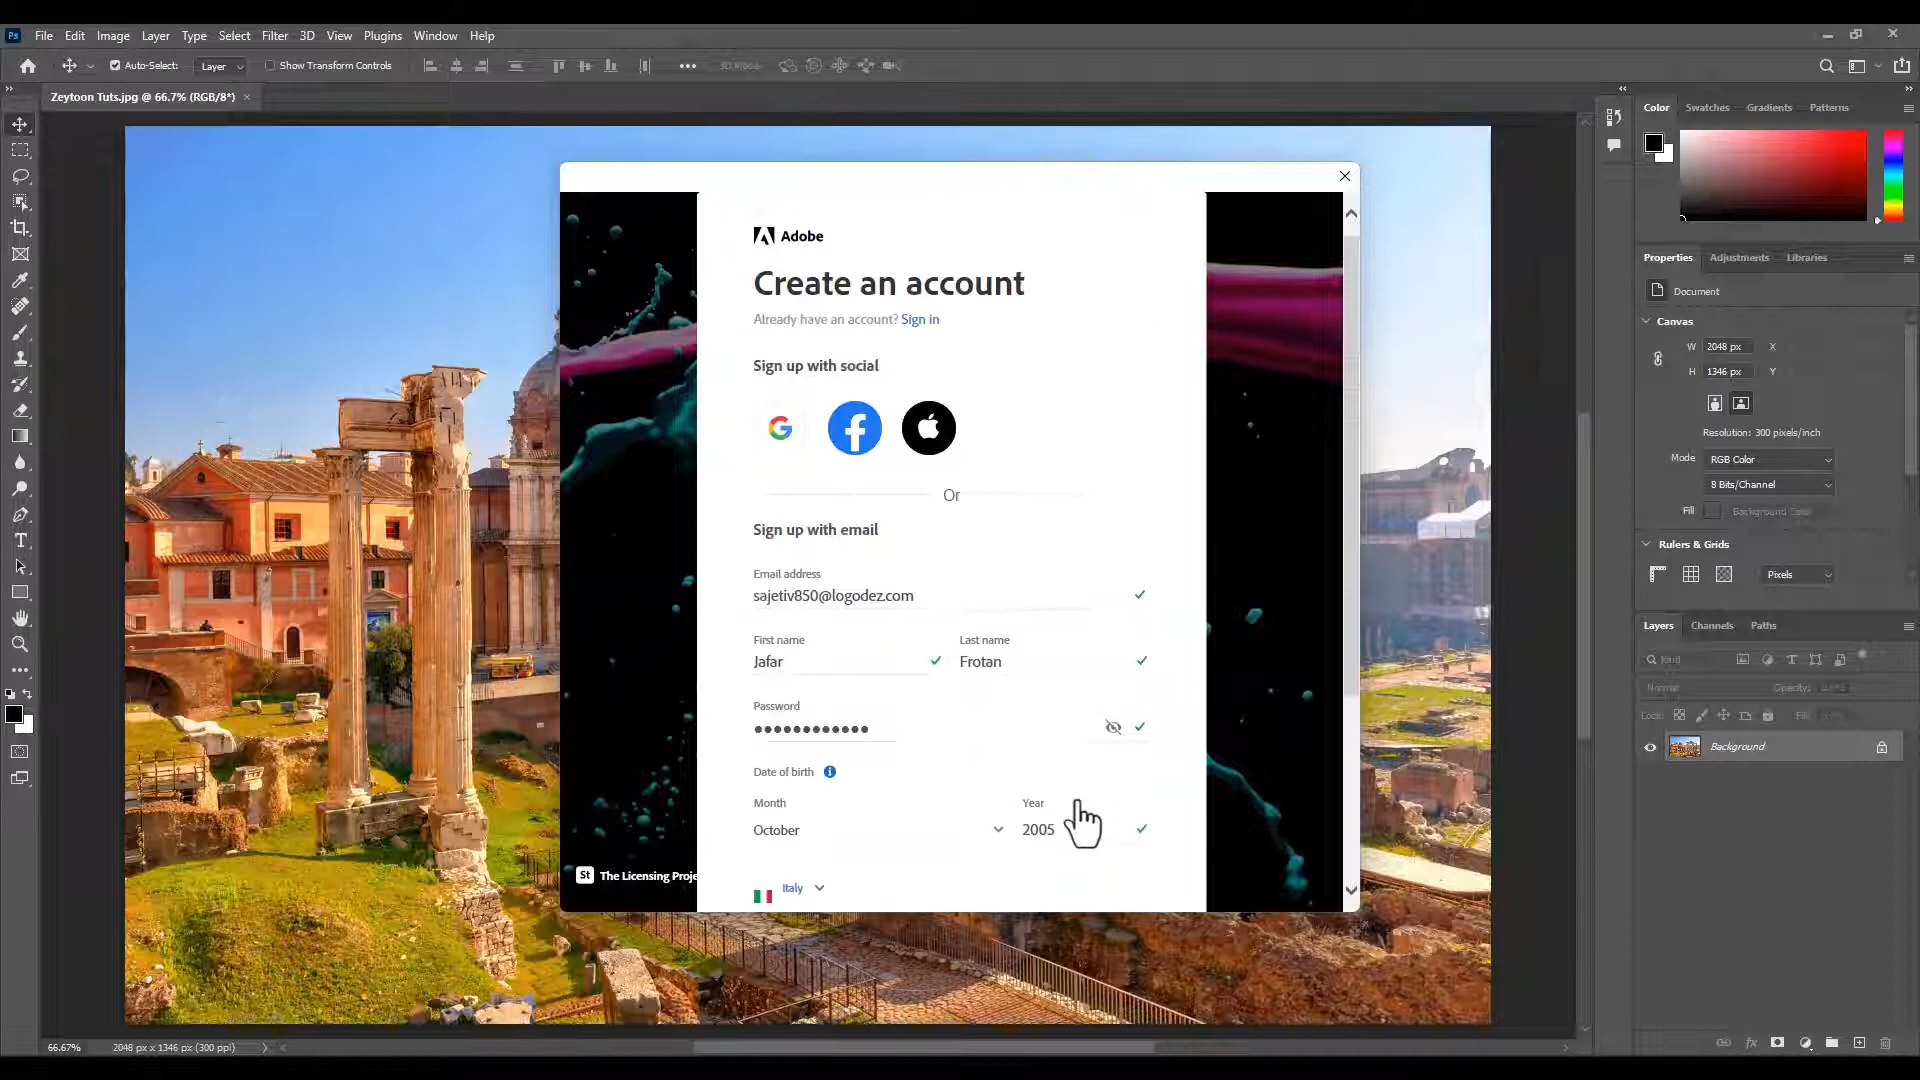 Ps File Edit Image Layer Type Select Filter 3D View Plugins Window Help
Auto-Select: Layer Show Transform Controls
Zeytoon Tuts.jpg @ 66.7% (RGB/8*)
Adobe
Create an account
Already have an account? Sign in
Sign up with social
Or
Sign up with email
Email address
sajetiv850@logodez.com
First name Last name
Jafar Frotan
Password
Date of birth
Month Year
October 2005
Italy
St The Licensing Proje
66.67% 2048 px x 1346 px (300 ppi)
Color Swatches Gradients Patterns
Properties Adjustments Libraries
Document
Canvas
W 2048 px X
H 1346 px Y
Resolution: 300 pixels/inch
Mode RGB Color
8 Bits/Channel
Fill Background Color
Rulers & Grids
Pixels
Layers Channels Paths
Kind
Normal Opacity:
Lock: Fill:
Background
fx